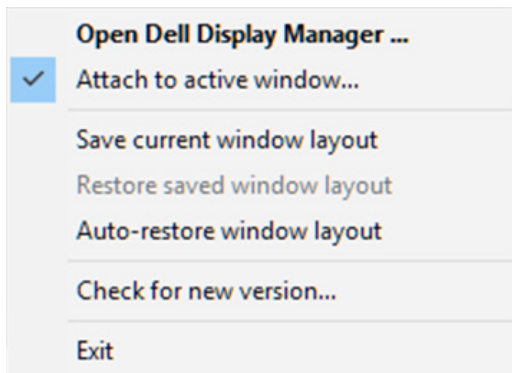 Open Dell Display Manager ...
Attach to active window...
Save current window layout
Restore saved window layout
Auto-restore window layout
Check for new version...
Exit